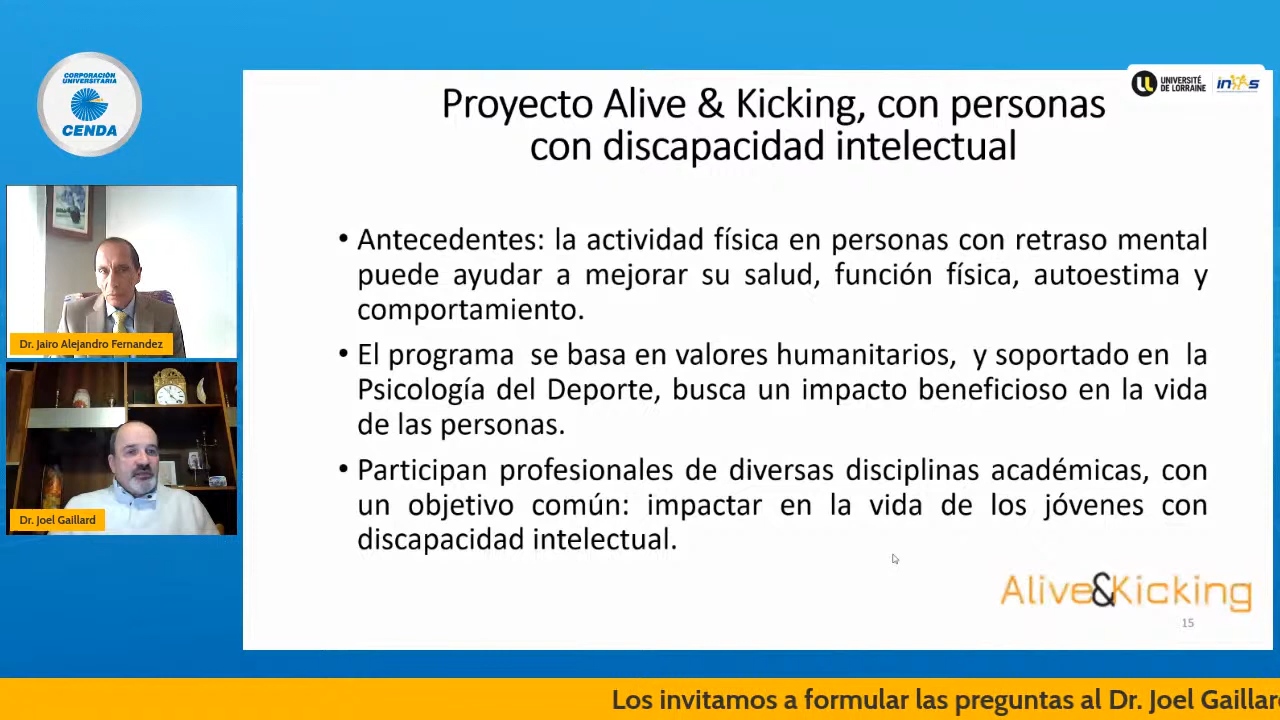 CORPORACIÓN
UNIVERSITARIA
CENDA
UL
UNIVERSITÉ
DE LORRAINE
Proyecto Alive & Kicking, con personas
con discapacidad intelectual
• Antecedentes: la actividad física en personas con retraso mental
puede ayudar a mejorar su salud, función física, autoestima y
comportamiento.
• El programa se basa en valores humanitarios, y soportado en la
Psicología del Deporte, busca un impacto beneficioso en la vida
de las personas.
• Participan profesionales de diversas disciplinas académicas, con
un objetivo común: impactar en la vida de los jóvenes con
discapacidad intelectual.
Alive&Kicking
15
Dr. Jairo Alejandro Fernandez
Dr. Joel Gaillard
Los invitamos a formular las preguntas al Dr. Joel Gaillar